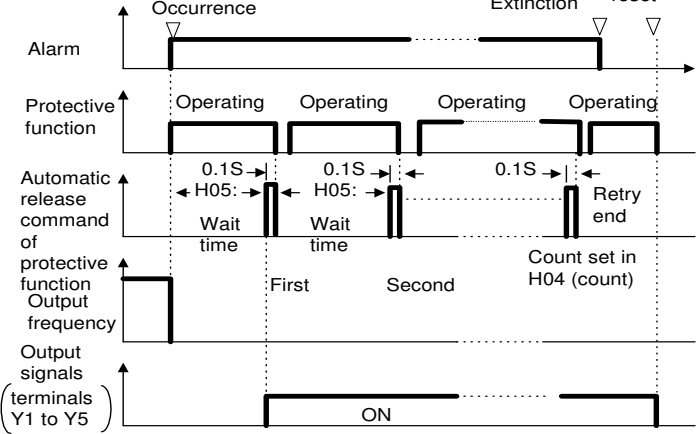 Occurrence
Extinction
reset
Alarm
Protective
function
Operating
Operating
Operating
Operating
Automatic
release
command
of
protective
function
0.1S
0.1S
0.1S
H05:
H05:
Wait
time
Wait
time
Retry
end
Count set in
H04 (count)
First
Second
Output
frequency
Output
signals
(terminals
Y1 to Y5)
ON